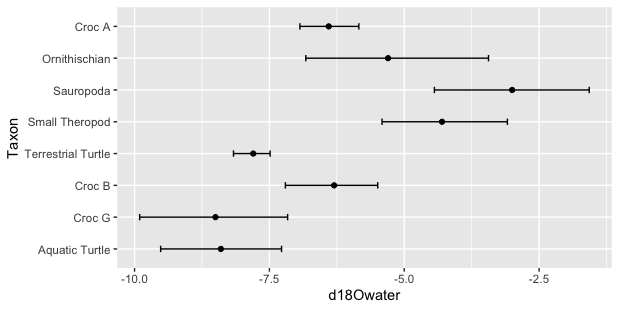 Croc A
Ornithischian
Sauropoda
Small Theropod
Terrestrial Turtle
Croc B
Croc G
Aquatic Turtle
Taxon
-10.0 -7.5 -5.0 -2.5
d18Owater